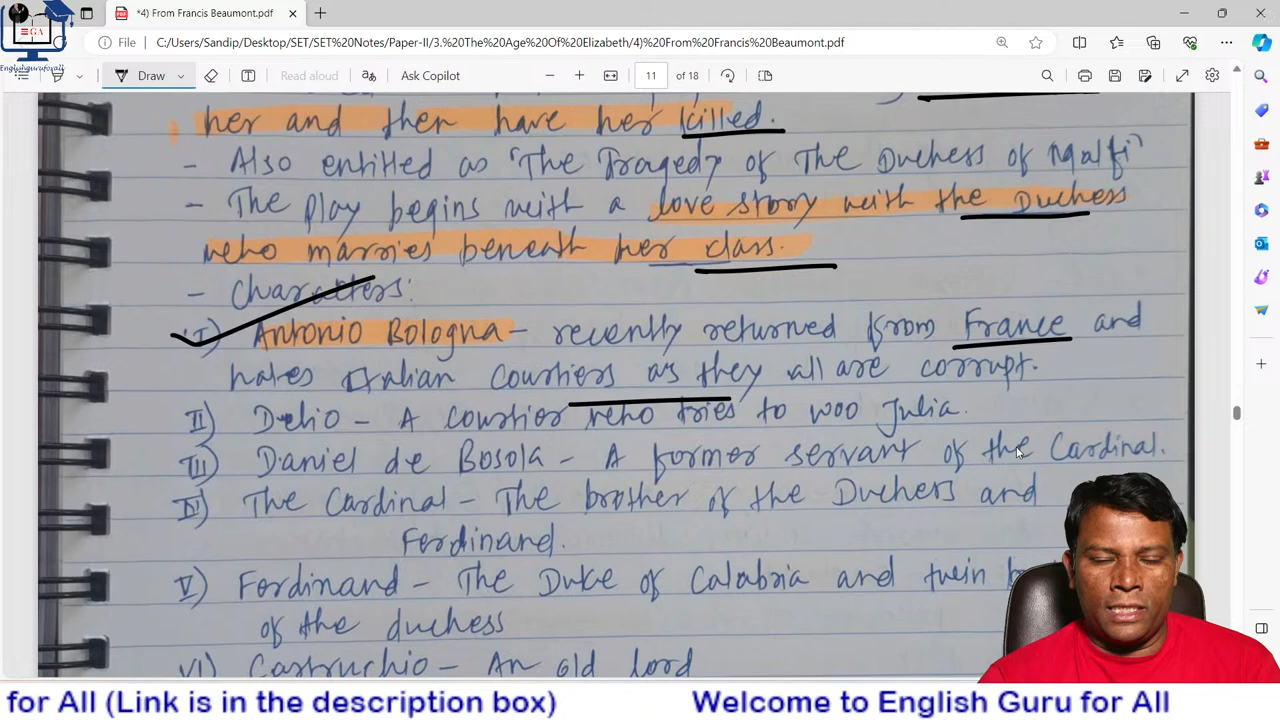 *4) From Francis Beaumont.pdf
File
C:/Users/Sandip/Desktop/SET/SET%20Notes/Paper-II/3.%20The%20Age%20Of%20Elizabeth/4)%20From%20Francis%20Beaumont.pdf
EGA
Englishguruforall
Draw
Read aloud
Ask Copilot
11 of 18
her and then have her killed.
- Also entitled as 'The Tragedy of The Duchess of Malfi'
- The Play begins with a love story with the Duchess
who marries beneath her class.
- Characters:
I) Antonio Bologna - recently returned from France and
hates Italian Courtiers as they all are corrupt.
II) Delio - A courtior who tries to woo Julia.
III) Daniel de Bosola - A former servant of the Cardinal.
IV) The Cardinal - The brother of the Duchers and
Ferdinand.
V) Ferdinand - The Duke of Calabria and twin
of the duchess
VI) Castruchio - An old lord
for All (Link is in the description box)
Welcome to English Guru for All